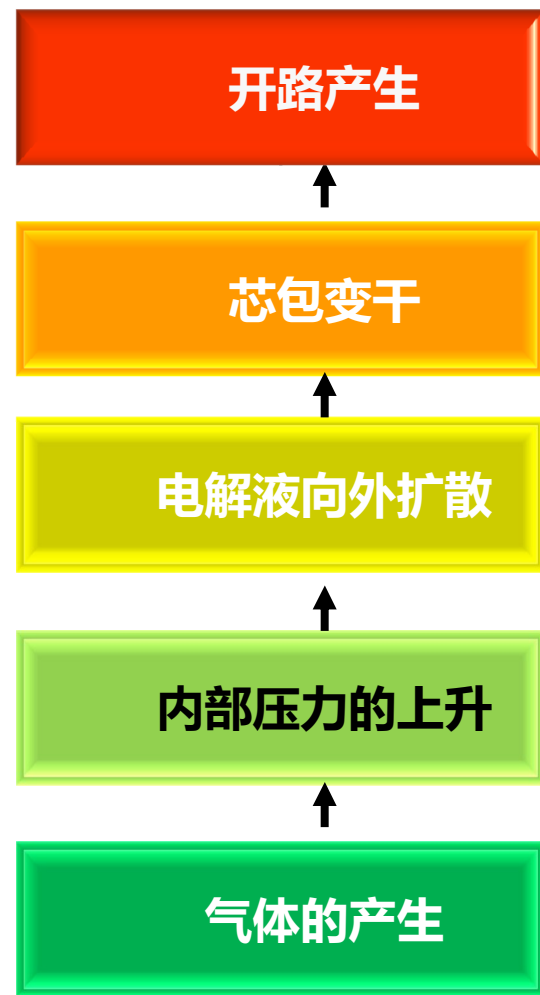 开路产生
芯包变干
电解液向外扩散
内部压力的上升
气体的产生